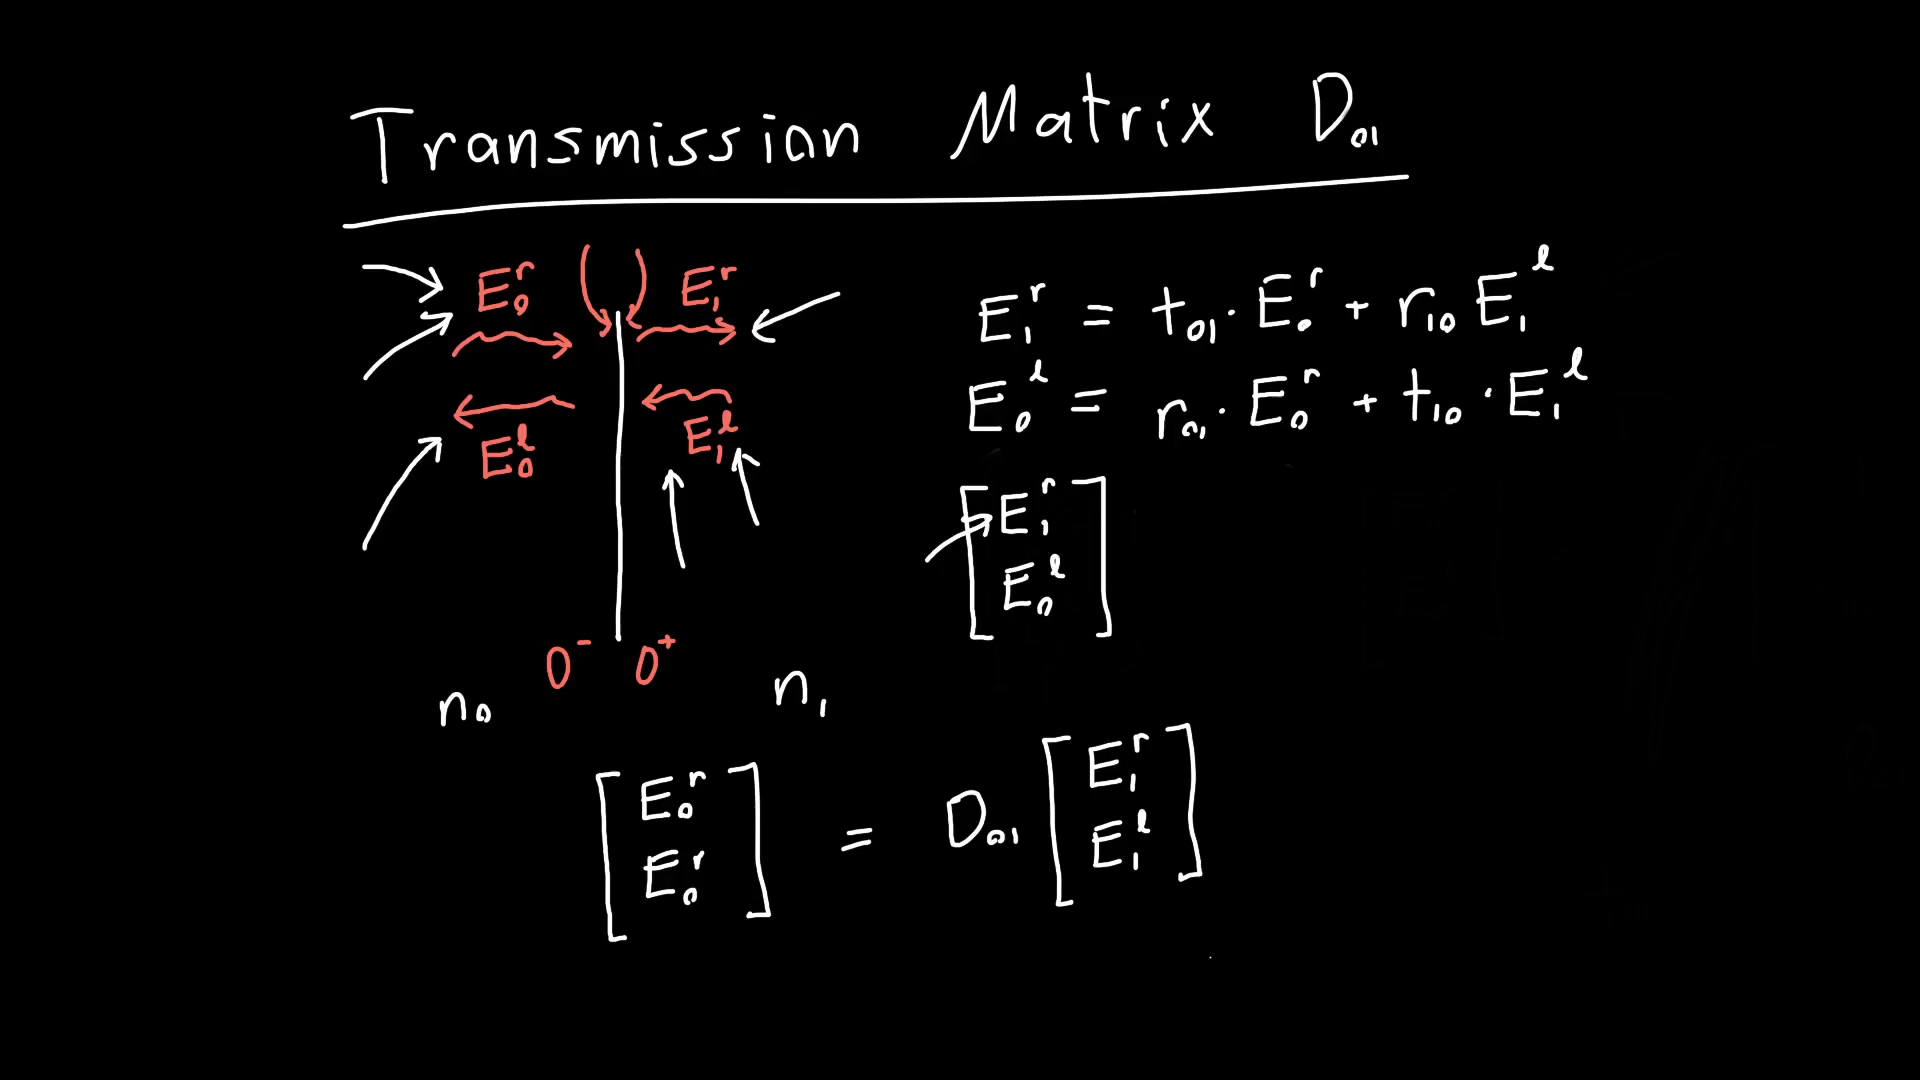 Transmission Matrix D₀₁
E₀ʳ E₁ʳ
E₀ˡ E₁ˡ
0⁻ 0⁺
n₀ n₁
E₁ʳ = t₀₁ · E₀ʳ + r₁₀ E₁ˡ
E₀ˡ = r₀₁ · E₀ʳ + t₁₀ · E₁ˡ
[E₁ʳ
E₀ˡ]
[E₀ʳ
E₀ʳ] = D₀₁ [E₁ʳ
E₁ˡ]